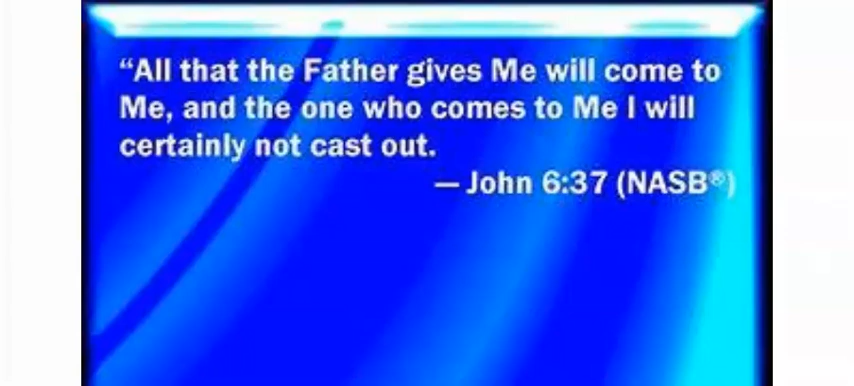 “All that the Father gives Me will come to
Me, and the one who comes to Me I will
certainly not cast out.
— John 6:37 (NASB®)